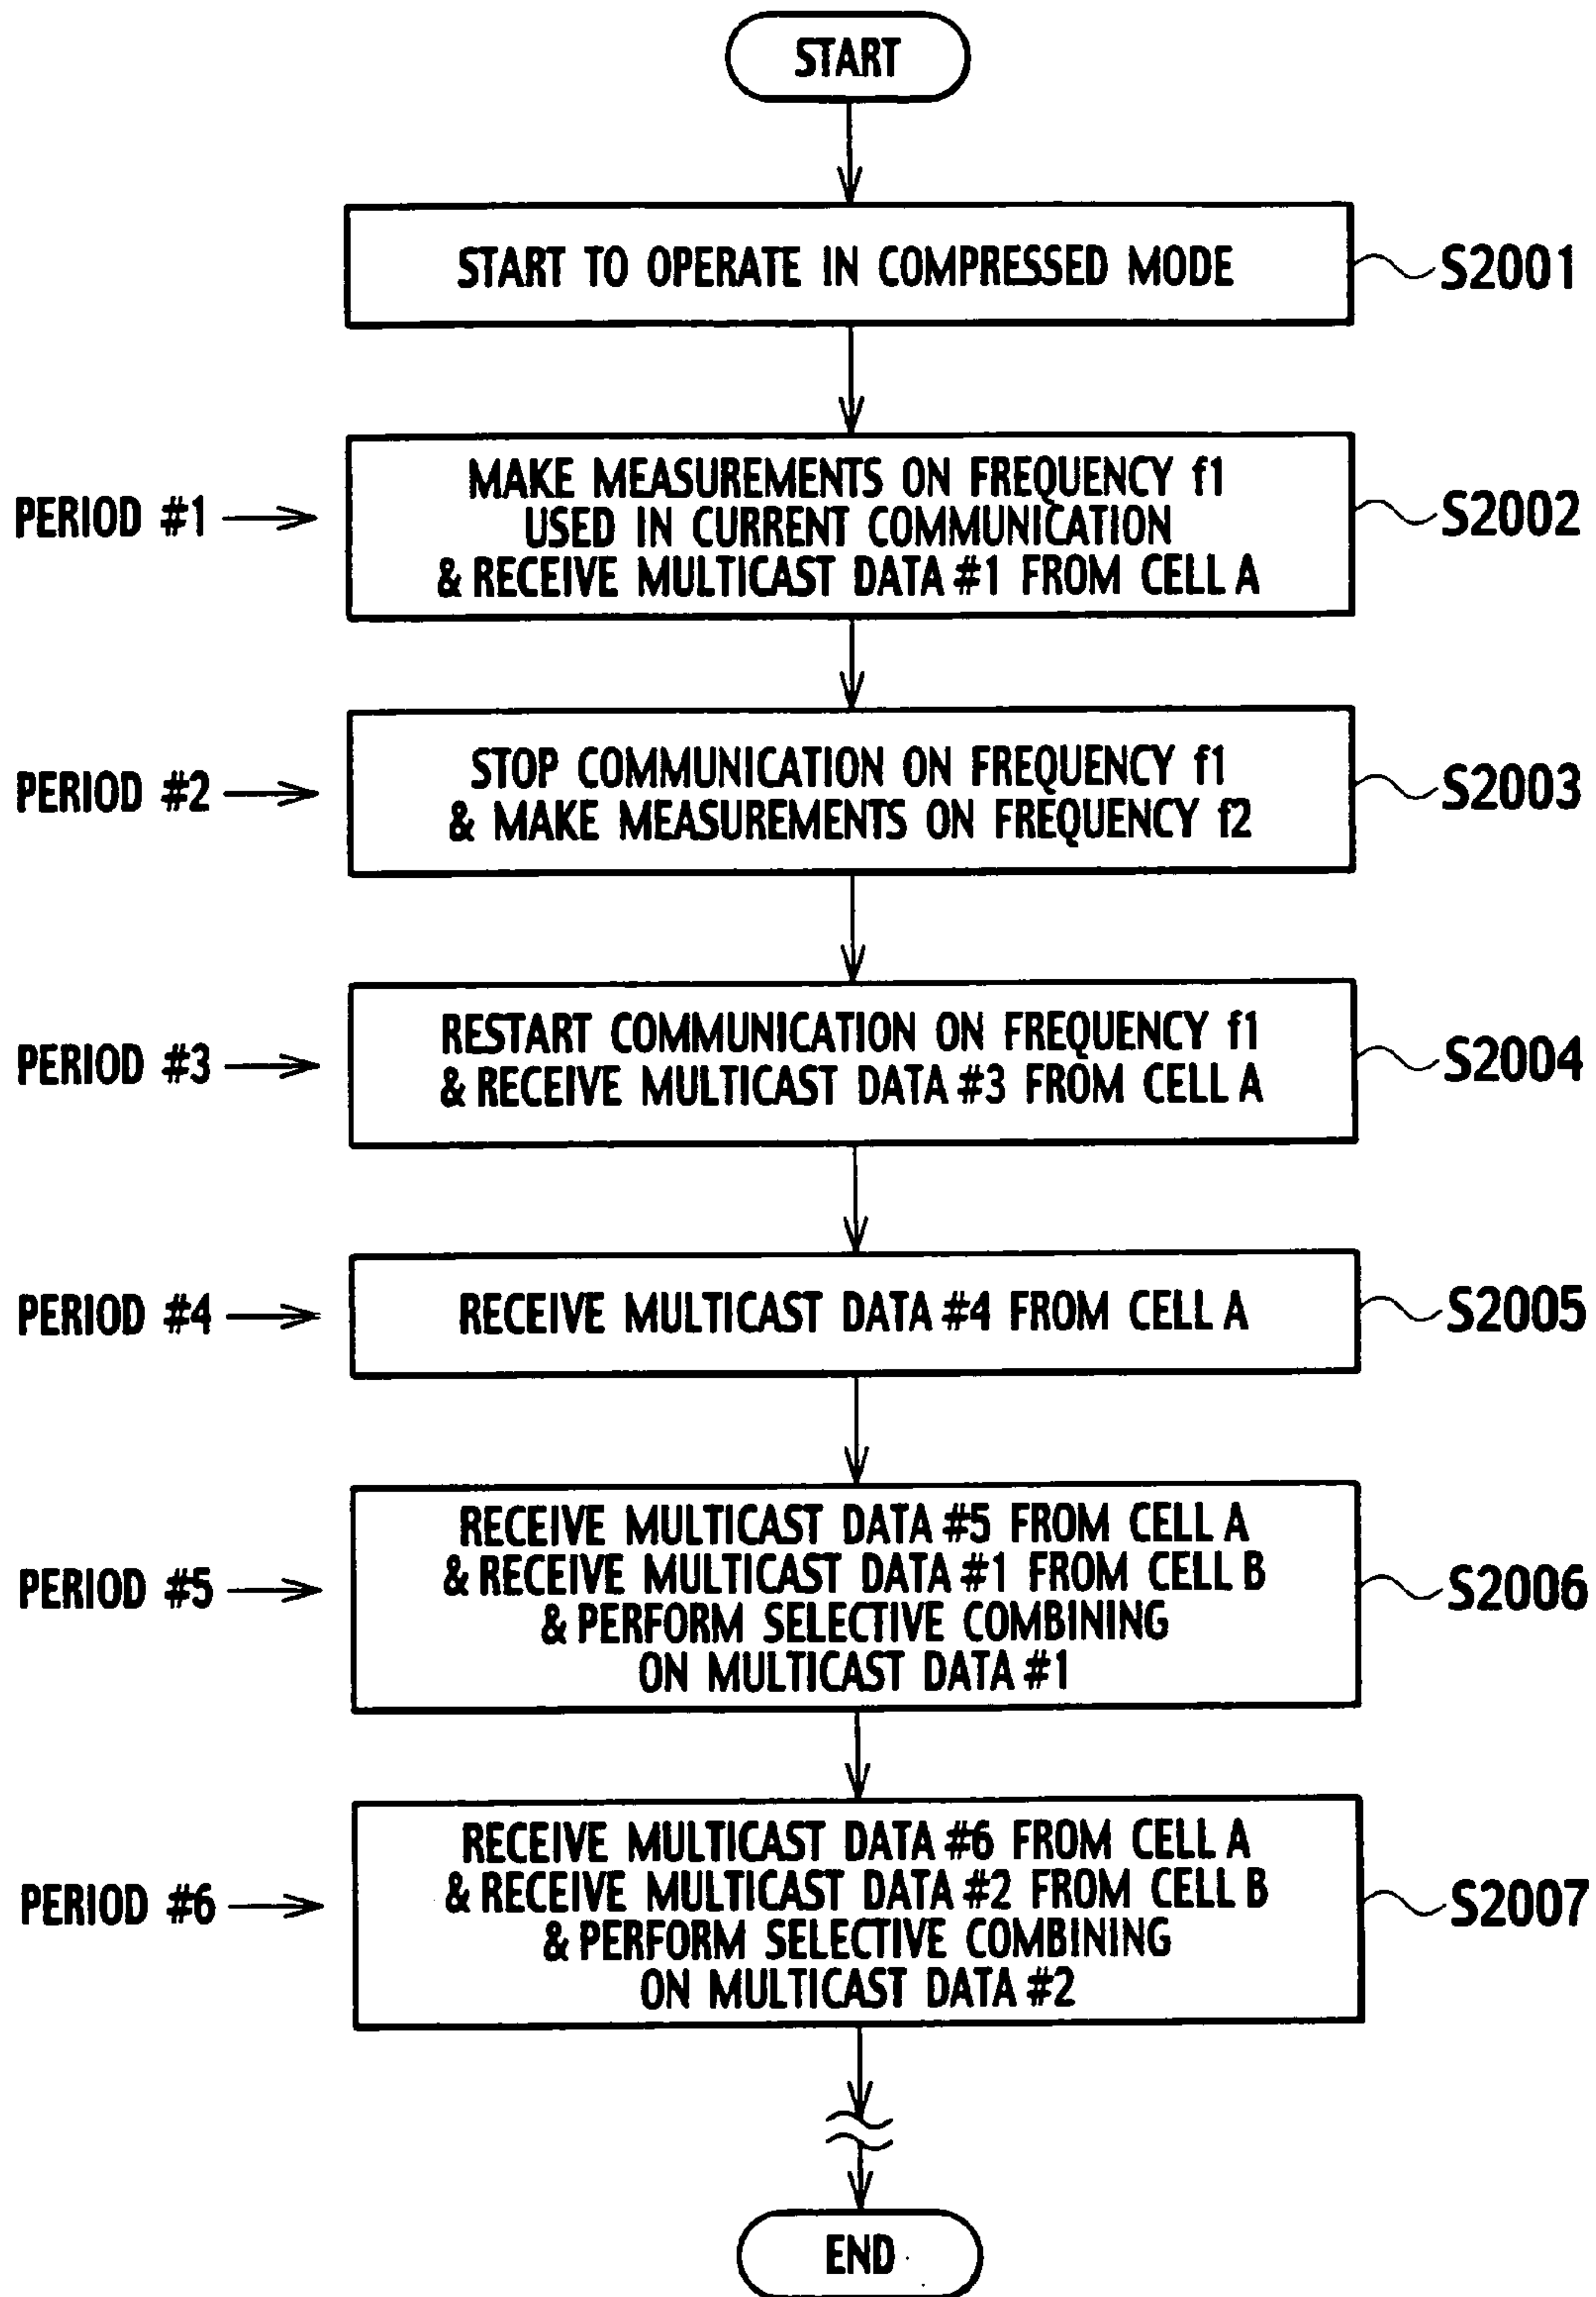 START
START TO OPERATE IN COMPRESSED MODE
S2001
PERIOD #1
MAKE MEASUREMENTS ON FREQUENCY f1
USED IN CURRENT COMMUNICATION
& RECEIVE MULTICAST DATA #1 FROM CELL A
S2002
PERIOD #2
STOP COMMUNICATION ON FREQUENCY f1
& MAKE MEASUREMENTS ON FREQUENCY f2
S2003
PERIOD #3
RESTART COMMUNICATION ON FREQUENCY f1
& RECEIVE MULTICAST DATA #3 FROM CELL A
S2004
PERIOD #4
RECEIVE MULTICAST DATA #4 FROM CELL A
S2005
PERIOD #5
RECEIVE MULTICAST DATA #5 FROM CELL A
& RECEIVE MULTICAST DATA #1 FROM CELL B
& PERFORM SELECTIVE COMBINING
ON MULTICAST DATA #1
S2006
PERIOD #6
RECEIVE MULTICAST DATA #6 FROM CELL A
& RECEIVE MULTICAST DATA #2 FROM CELL B
& PERFORM SELECTIVE COMBINING
ON MULTICAST DATA #2
S2007
END